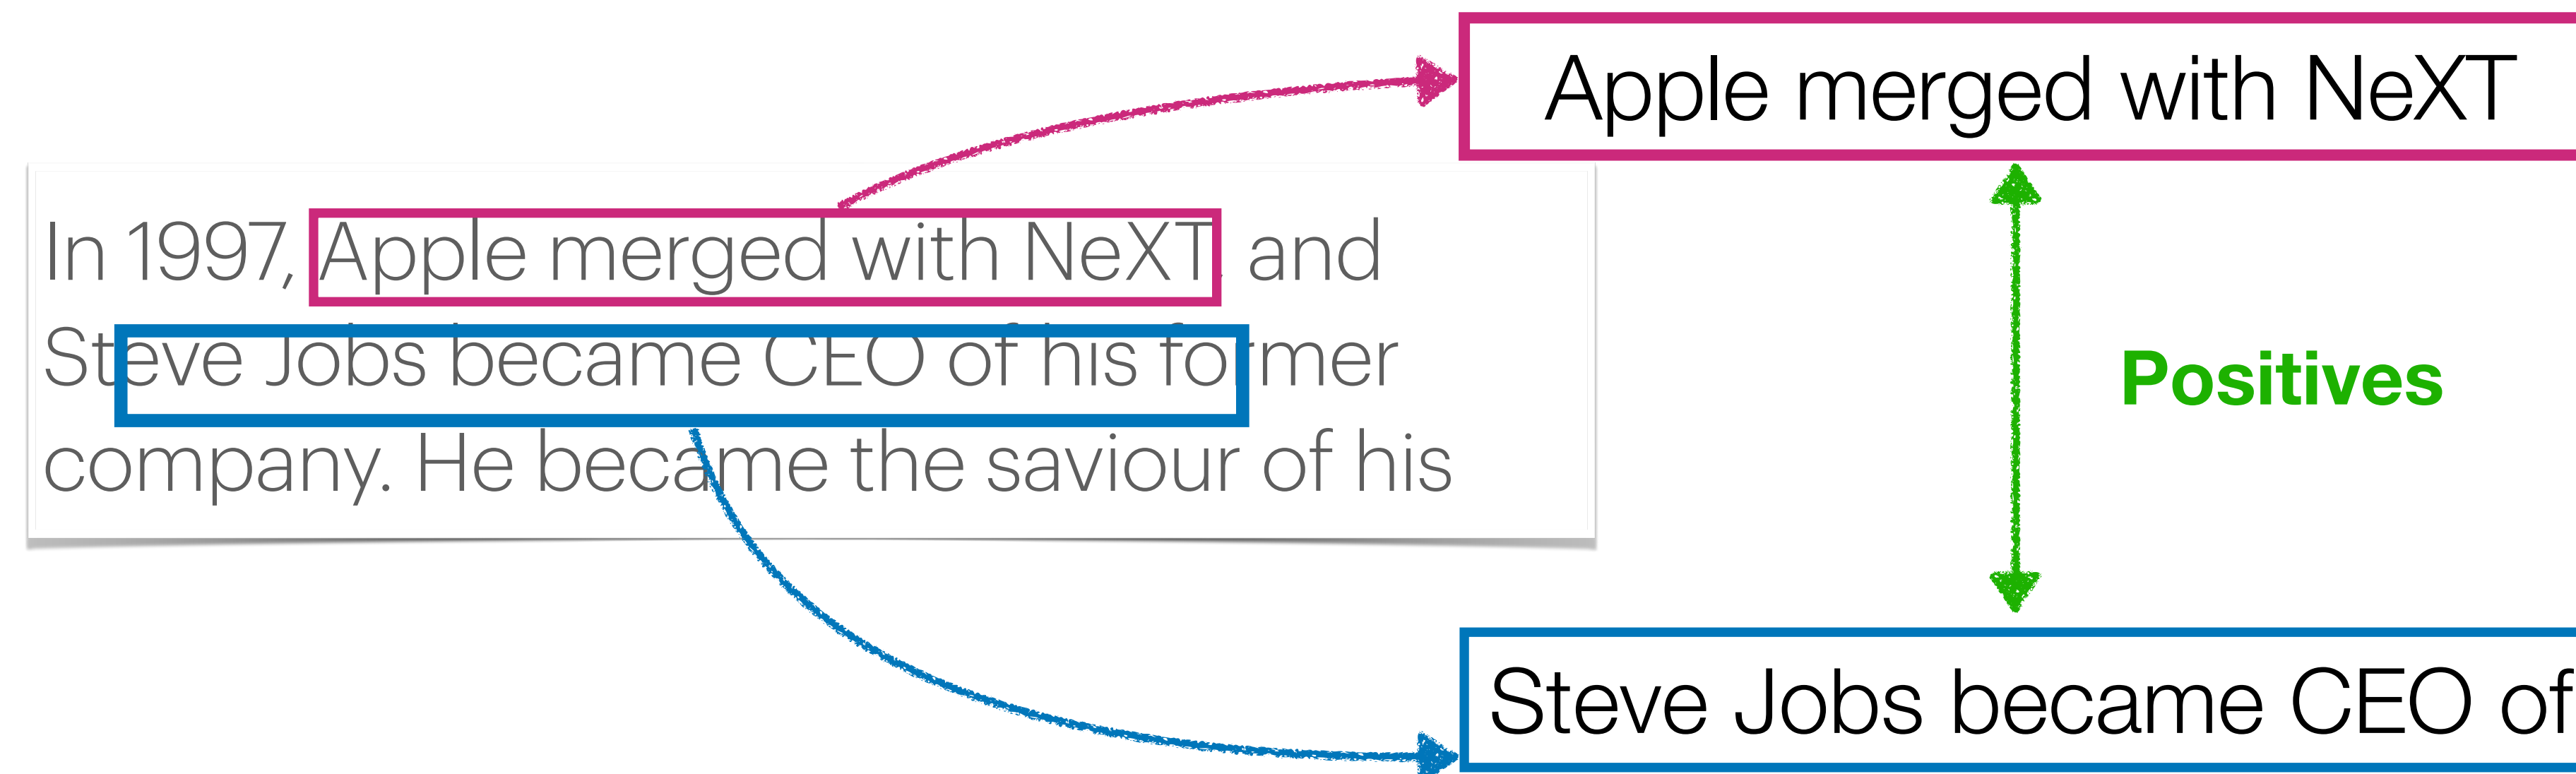 Apple merged with NeXT
In 1997, Apple merged with NeXT, and
Steve Jobs became CEO of his former
company. He became the saviour of his
Positives
Steve Jobs became CEO of